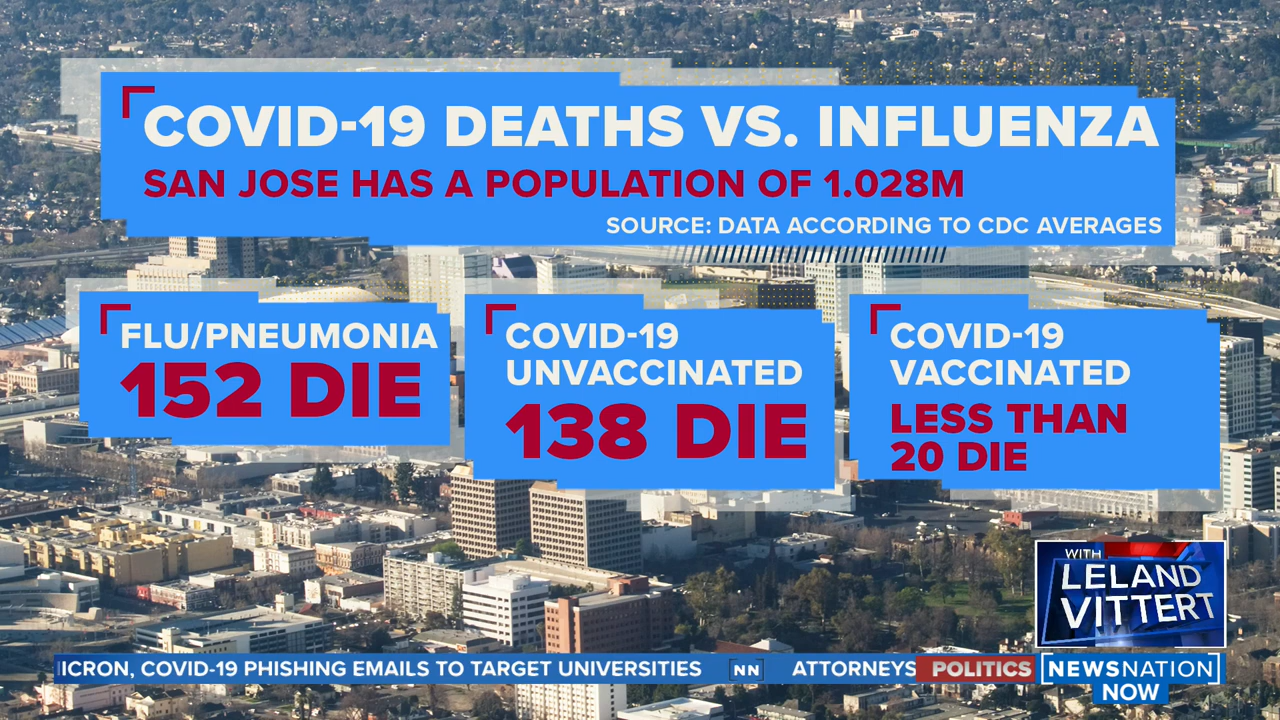 COVID-19 DEATHS VS. INFLUENZA
SAN JOSE HAS A POPULATION OF 1.028M
SOURCE: DATA ACCORDING TO CDC AVERAGES
FLU/PNEUMONIA
152 DIE
COVID-19
UNVACCINATED
138 DIE
COVID-19
VACCINATED
LESS THAN
20 DIE
WITH
LELAND
VITTERT
ICRON, COVID-19 PHISHING EMAILS TO TARGET UNIVERSITIES NN ATTORNEYS POLITICS NEWSNATION
NOW